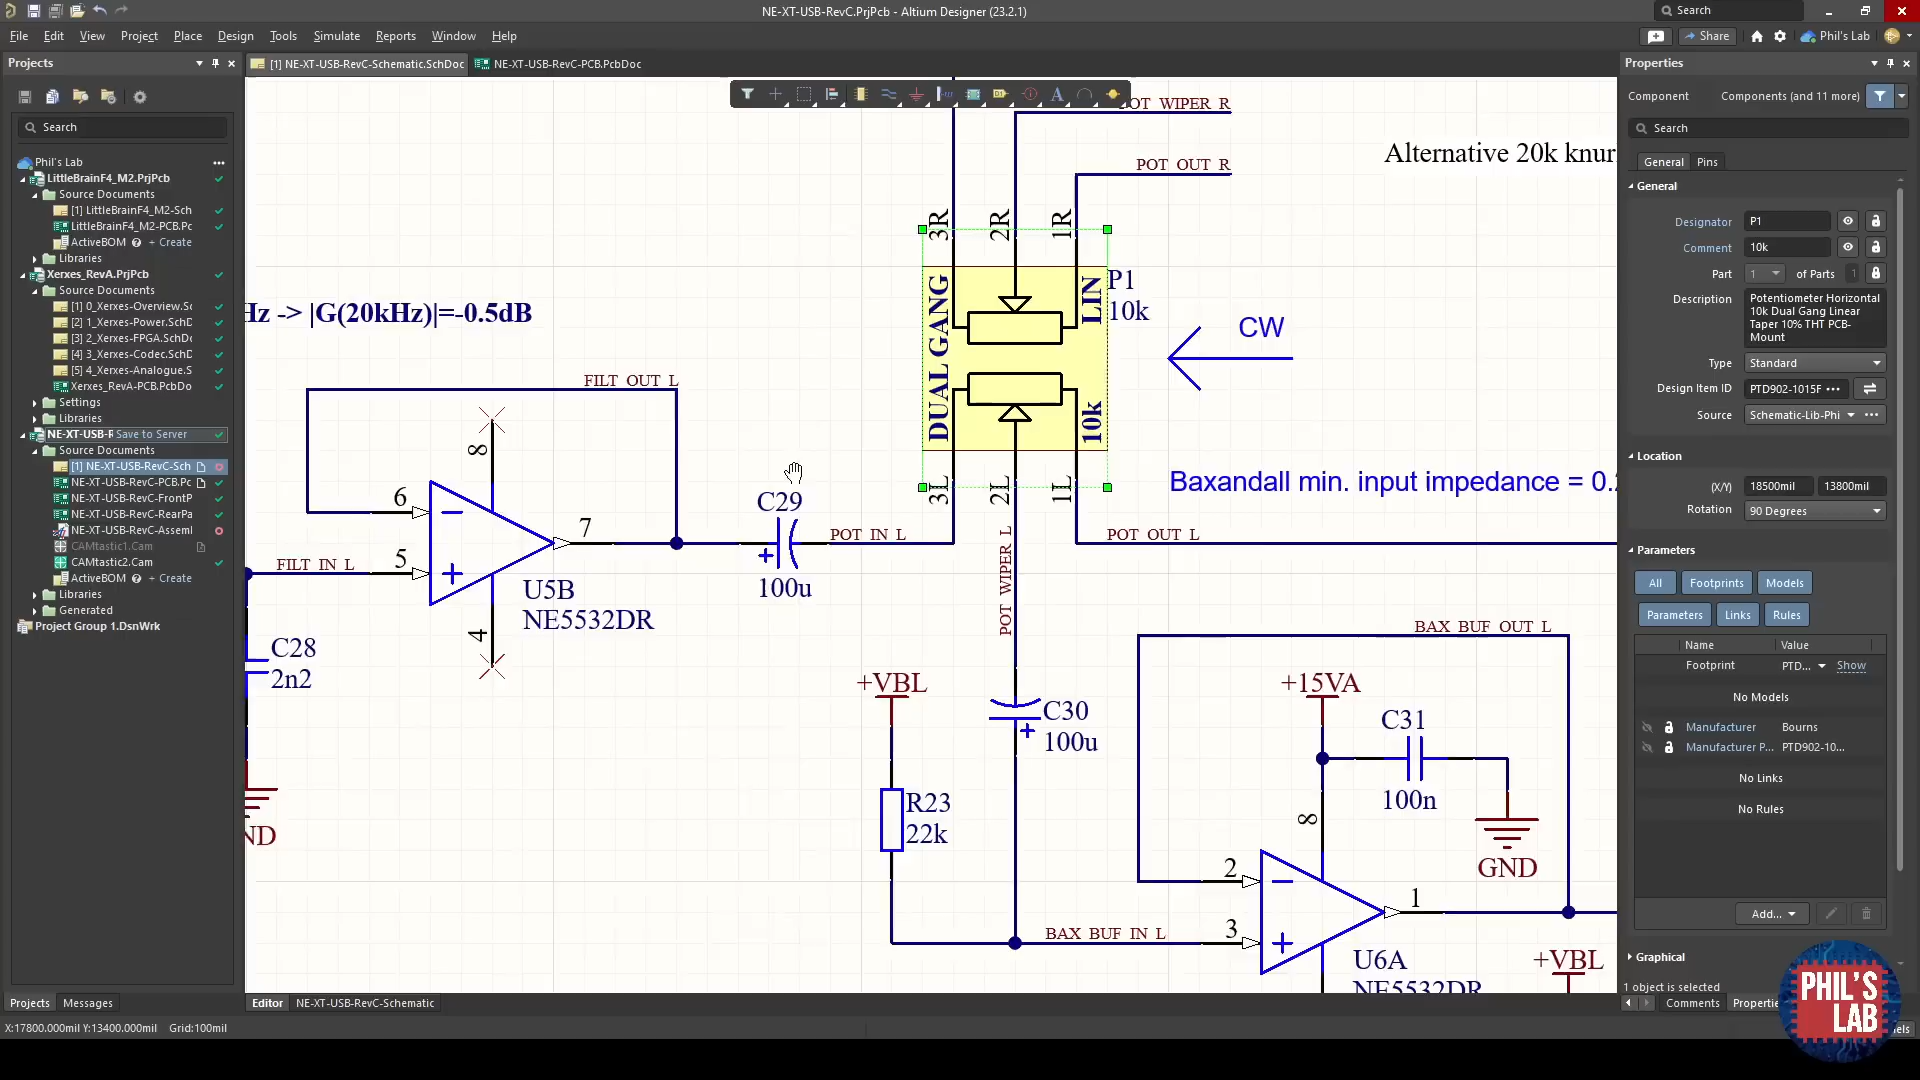 NE-XT-USB-RevC.PrjPcb - Altium Designer (23.2.1)
Search
File Edit View Project Place Design Tools Simulate Reports Window Help
Share
Phil's Lab
Projects
[1] NE-XT-USB-RevC-Schematic.SchDoc
NE-XT-USB-RevC-PCB.PcbDoc
Search
Phil's Lab
LittleBrainF4_M2.PrjPcb
Source Documents
[1] LittleBrainF4_M2-Sch
LittleBrainF4_M2-PCB.Pc
ActiveBOM + Create
Libraries
Xerxes_RevA.PrjPcb
Source Documents
[1] 0_Xerxes-Overview.Sc
[2] 1_Xerxes-Power.SchD
[3] 2_Xerxes-FPGA.SchDc
[4] 3_Xerxes-Codec.SchD
[5] 4_Xerxes-Analogue.S
Xerxes_RevA-PCB.PcbDo
Settings
Libraries
NE-XT-USB-F Save to Server
Source Documents
[1] NE-XT-USB-RevC-Sch
NE-XT-USB-RevC-PCB.Pc
NE-XT-USB-RevC-FrontP
NE-XT-USB-RevC-RearPa
NE-XT-USB-RevC-Asseml
CAMtastic1.Cam
CAMtastic2.Cam
ActiveBOM + Create
Libraries
Generated
Project Group 1.DsnWrk
Projects Messages
X:17800.000mil Y:13400.000mil Grid:100mil
Hz -> |G(20kHz)|=-0.5dB
FILT OUT L
8
6
7
5
FILT IN L
4
U5B
NE5532DR
C28
2n2
C29
100u
POT IN L
OT WIPER R
POT OUT R
3R 2R 1R
DUAL GANG
LIN
10k
P1
10k
3L 2L 1L
CW
Alternative 20k knur
Baxandall min. input impedance = 0.2
POT OUT L
POT WIPER L
+VBL
C30
100u
R23
22k
BAX BUF IN L
BAX BUF OUT L
+15VA
C31
100n
8
GND
2
3
1
U6A
NE5532DR
+VBL
Editor NE-XT-USB-RevC-Schematic
Properties
Component Components (and 11 more)
Search
General Pins
General
Designator P1
Comment 10k
Part 1 of Parts 1
Description Potentiometer Horizontal
10k Dual Gang Linear
Taper 10% THT PCB-
Mount
Type Standard
Design Item ID PTD902-1015F
Source Schematic-Lib-Phi
Location
(X/Y) 18500mil 13800mil
Rotation 90 Degrees
Parameters
All Footprints Models
Parameters Links Rules
Name Value
Footprint PTD... Show
No Models
Manufacturer Bourns
Manufacturer P... PTD902-10...
No Links
No Rules
Add...
Graphical
1 object is selected
Comments
PHIL'S
LAB